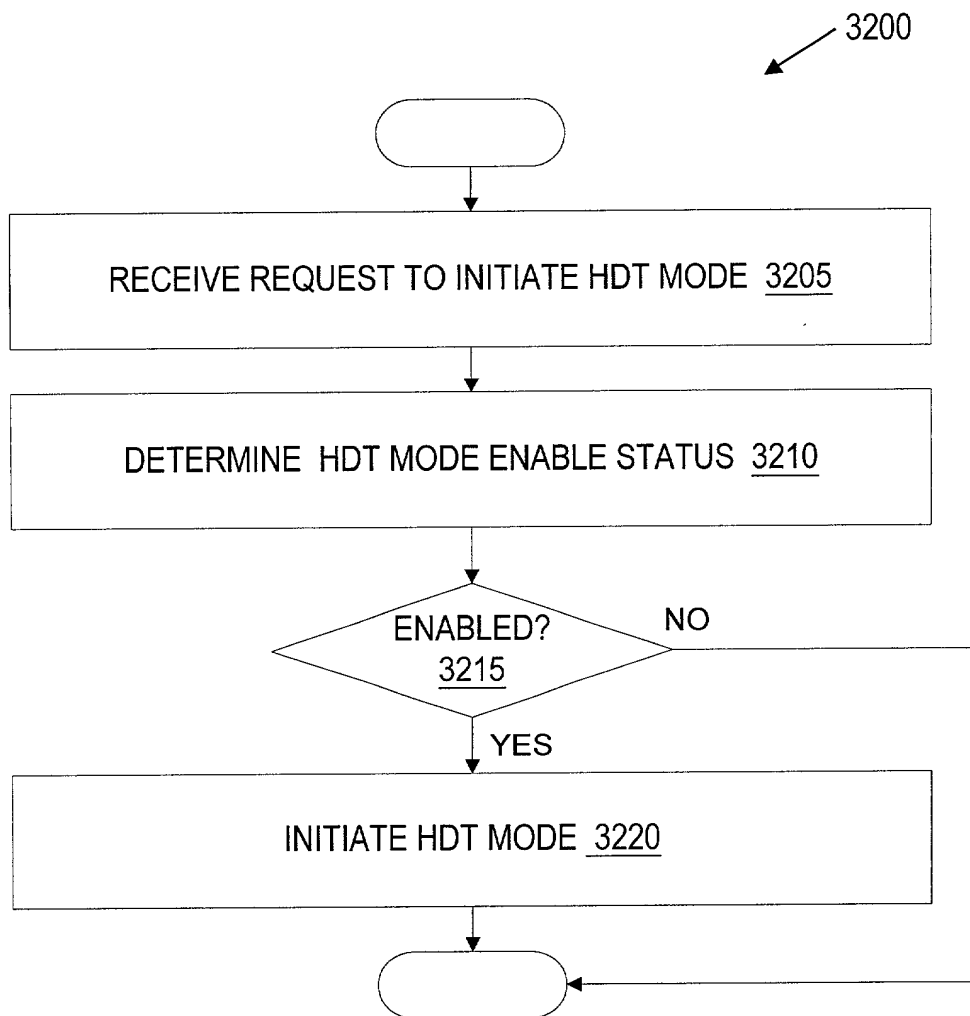 3200
RECEIVE REQUEST TO INITIATE HDT MODE 3205
DETERMINE HDT MODE ENABLE STATUS 3210
ENABLED?
3215
NO
YES
INITIATE HDT MODE 3220